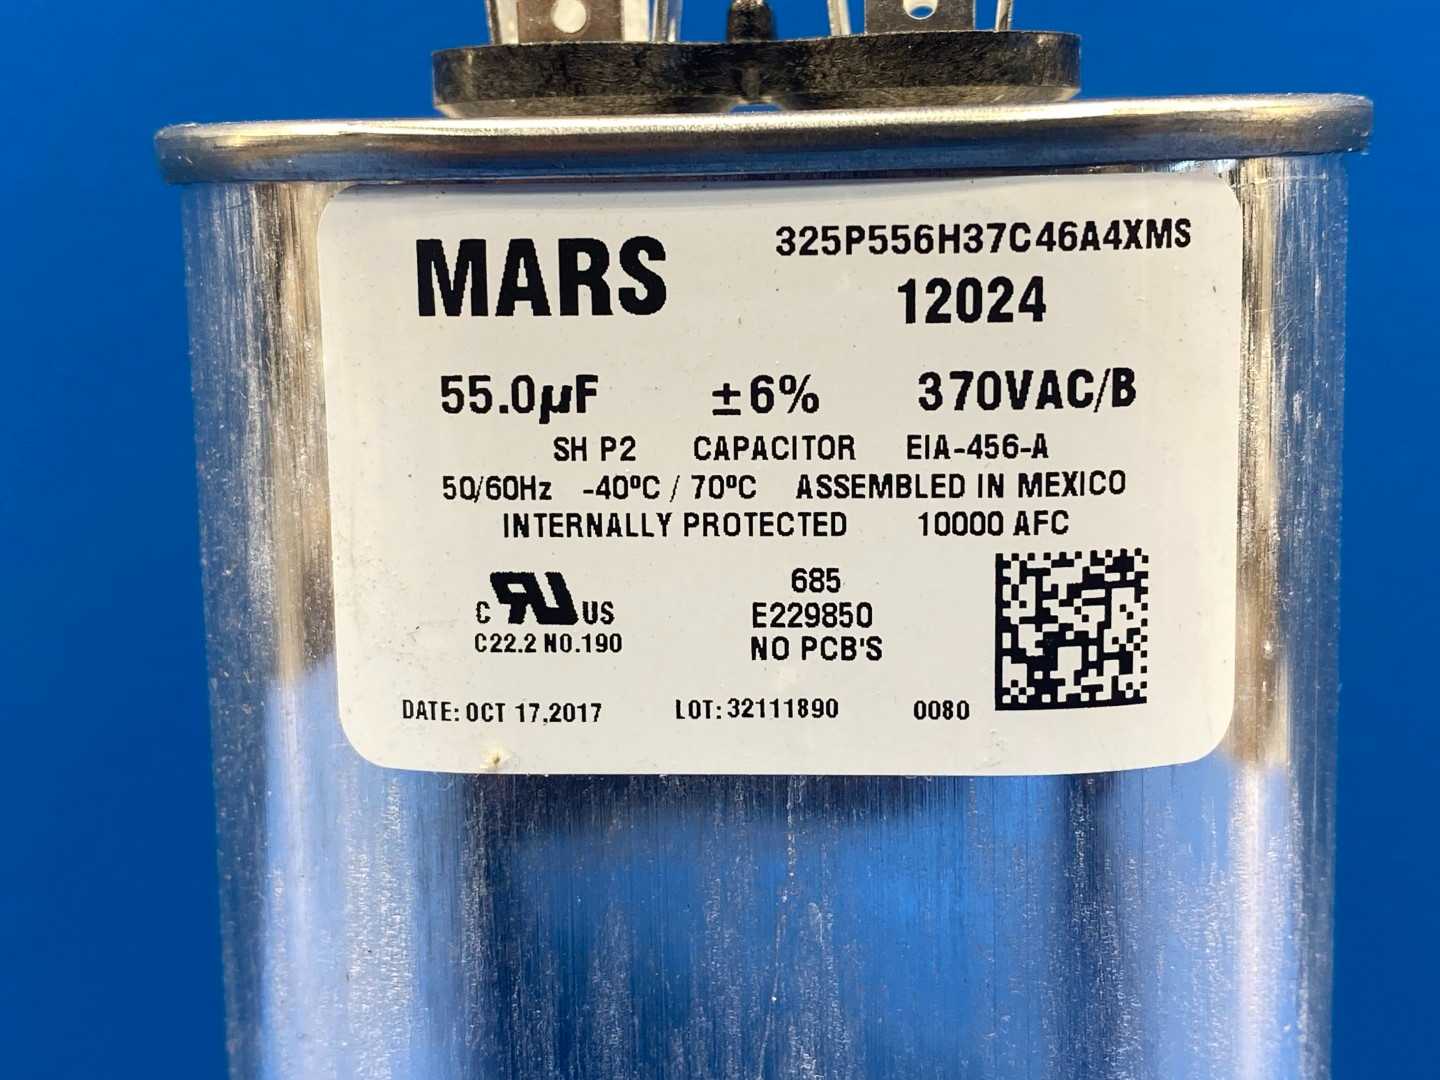 MARS
325P556H37C46A4XMS
12024
55.0µF ±6% 370VAC/B
SH P2 CAPACITOR EIA-456-A
50/60Hz -40ºC / 70ºC ASSEMBLED IN MEXICO
INTERNALLY PROTECTED 10000 AFC
C RU US
C22.2 NO.190
685
E229850
NO PCB'S
DATE: OCT 17,2017 LOT: 32111890 0080